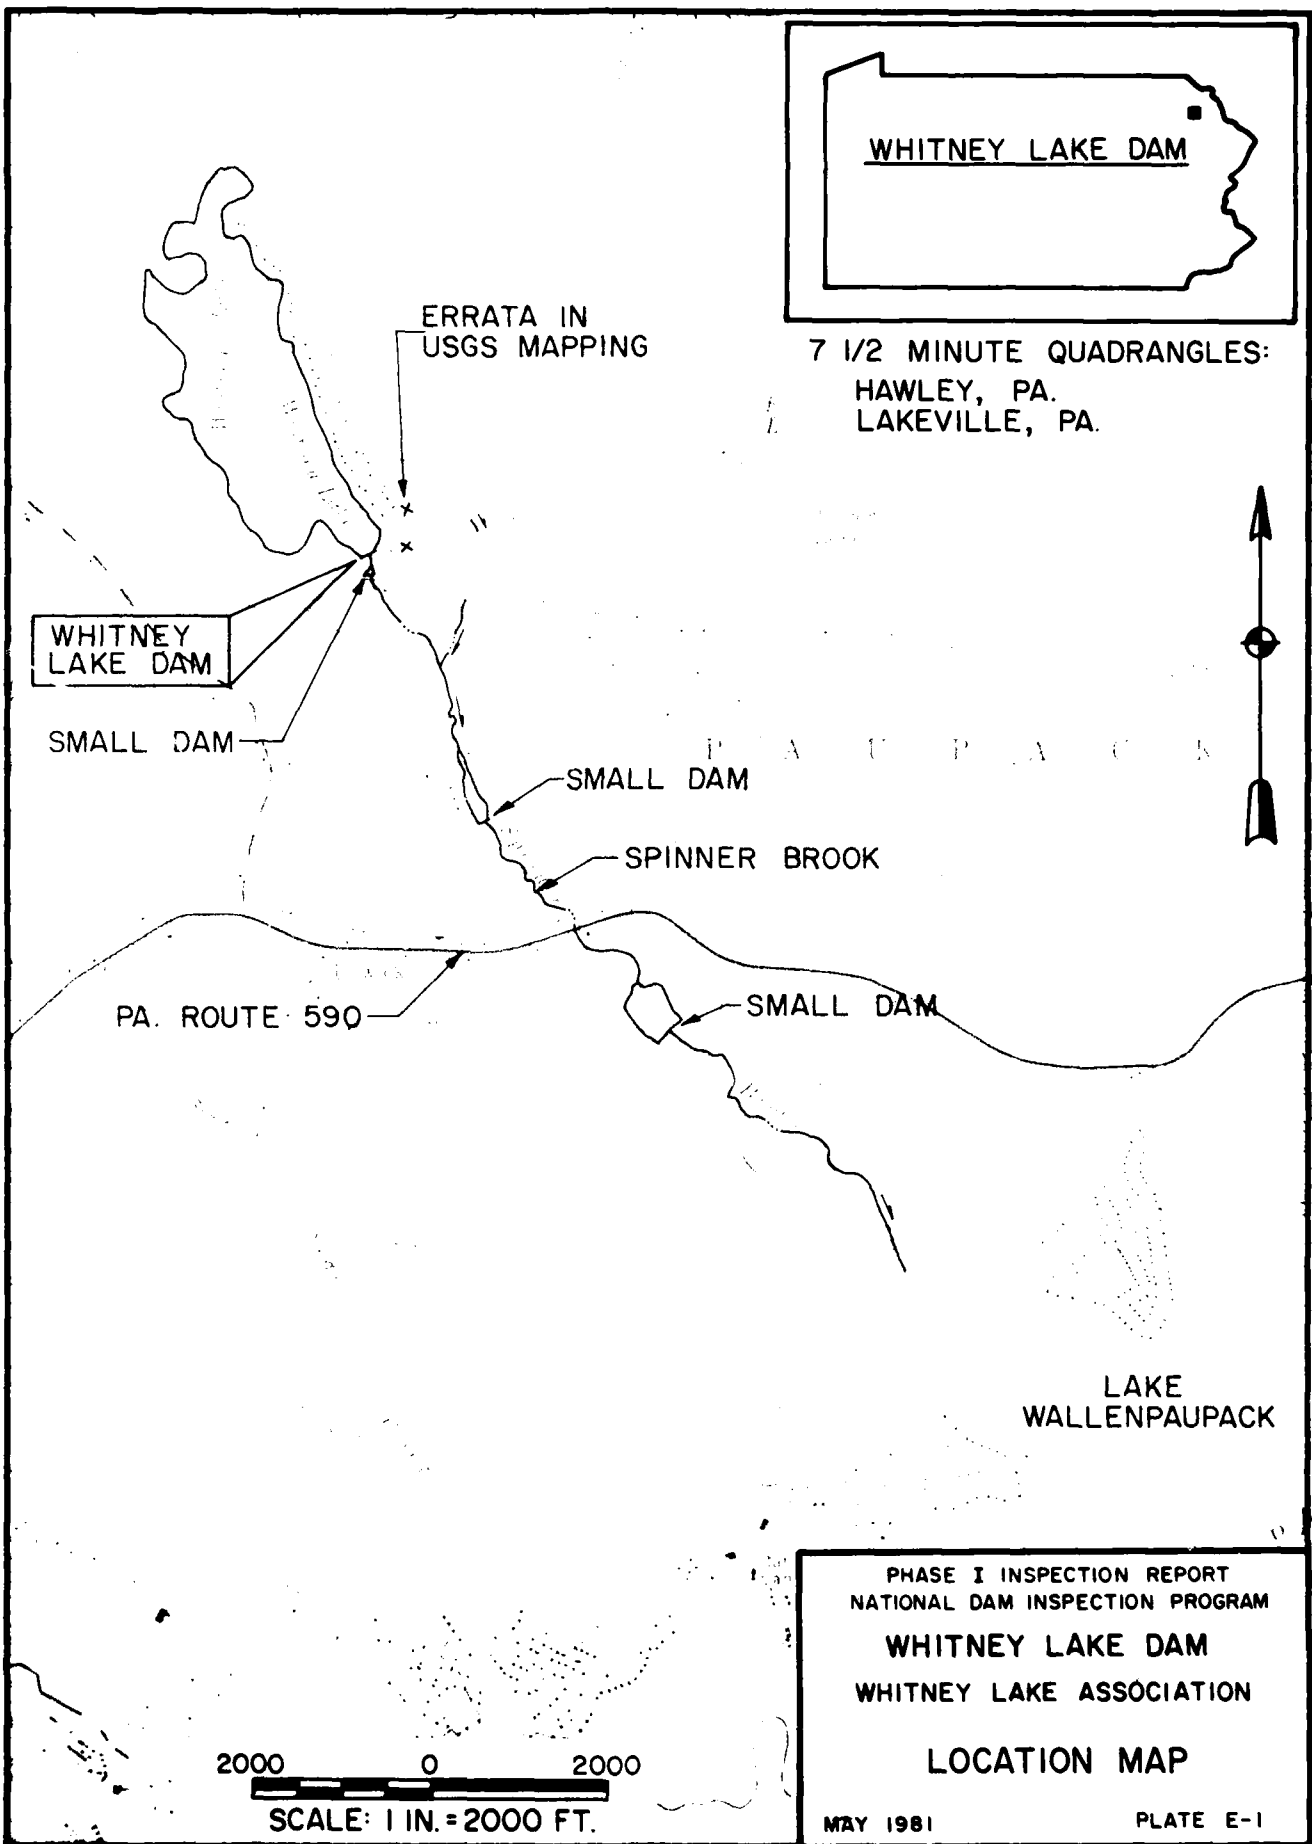 WHITNEY LAKE DAM
ERRATA IN
USGS MAPPING
7 1/2 MINUTE QUADRANGLES:
HAWLEY, PA.
LAKEVILLE, PA.
WHITNEY
LAKE DAM
SMALL DAM
P A U P A C K
SMALL DAM
SPINNER BROOK
PA. ROUTE 590
SMALL DAM
LAKE
WALLENPAUPACK
2000 0 2000
SCALE: 1 IN. = 2000 FT.
PHASE I INSPECTION REPORT
NATIONAL DAM INSPECTION PROGRAM
WHITNEY LAKE DAM
WHITNEY LAKE ASSOCIATION
LOCATION MAP
MAY 1981 PLATE E-1